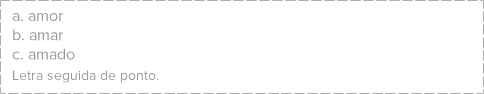 a. amor
b. amar
c. amado
Letra seguida de ponto.